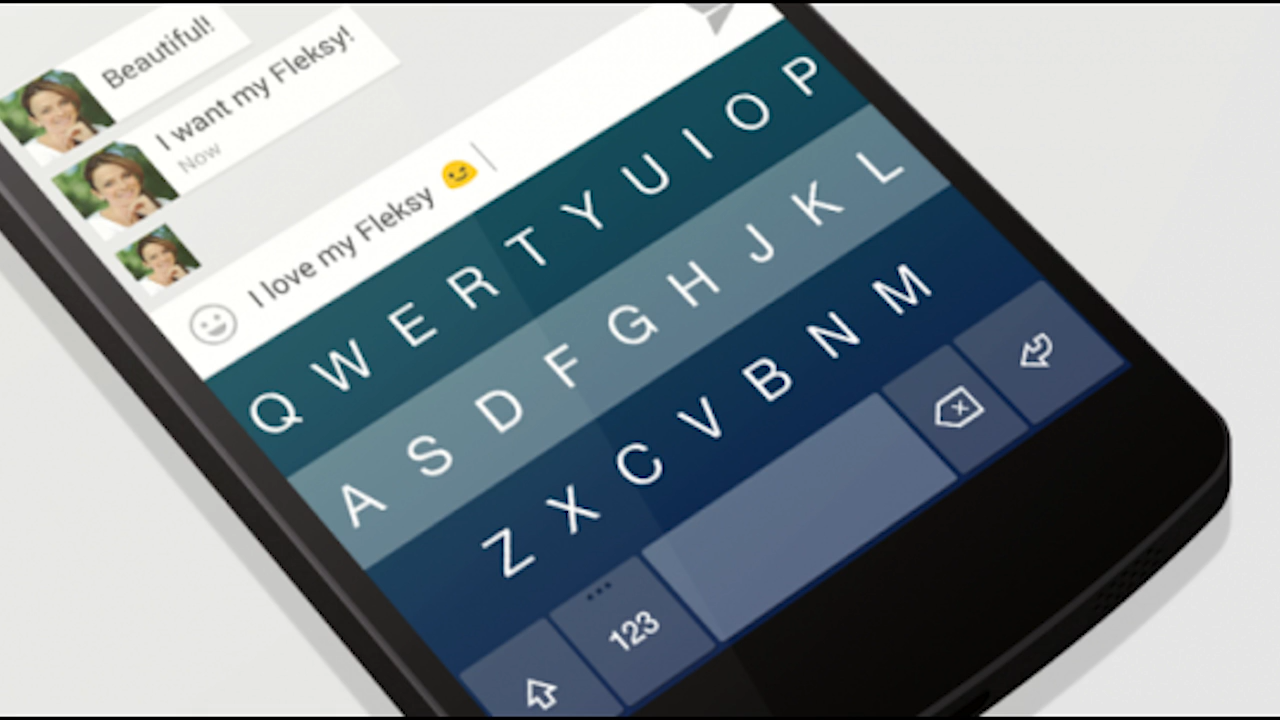 Beautiful!
I want my Fleksy!
Now
I love my Fleksy 😉
Q W E R T Y U I O P
A S D F G H J K L
Z X C V B N M
123